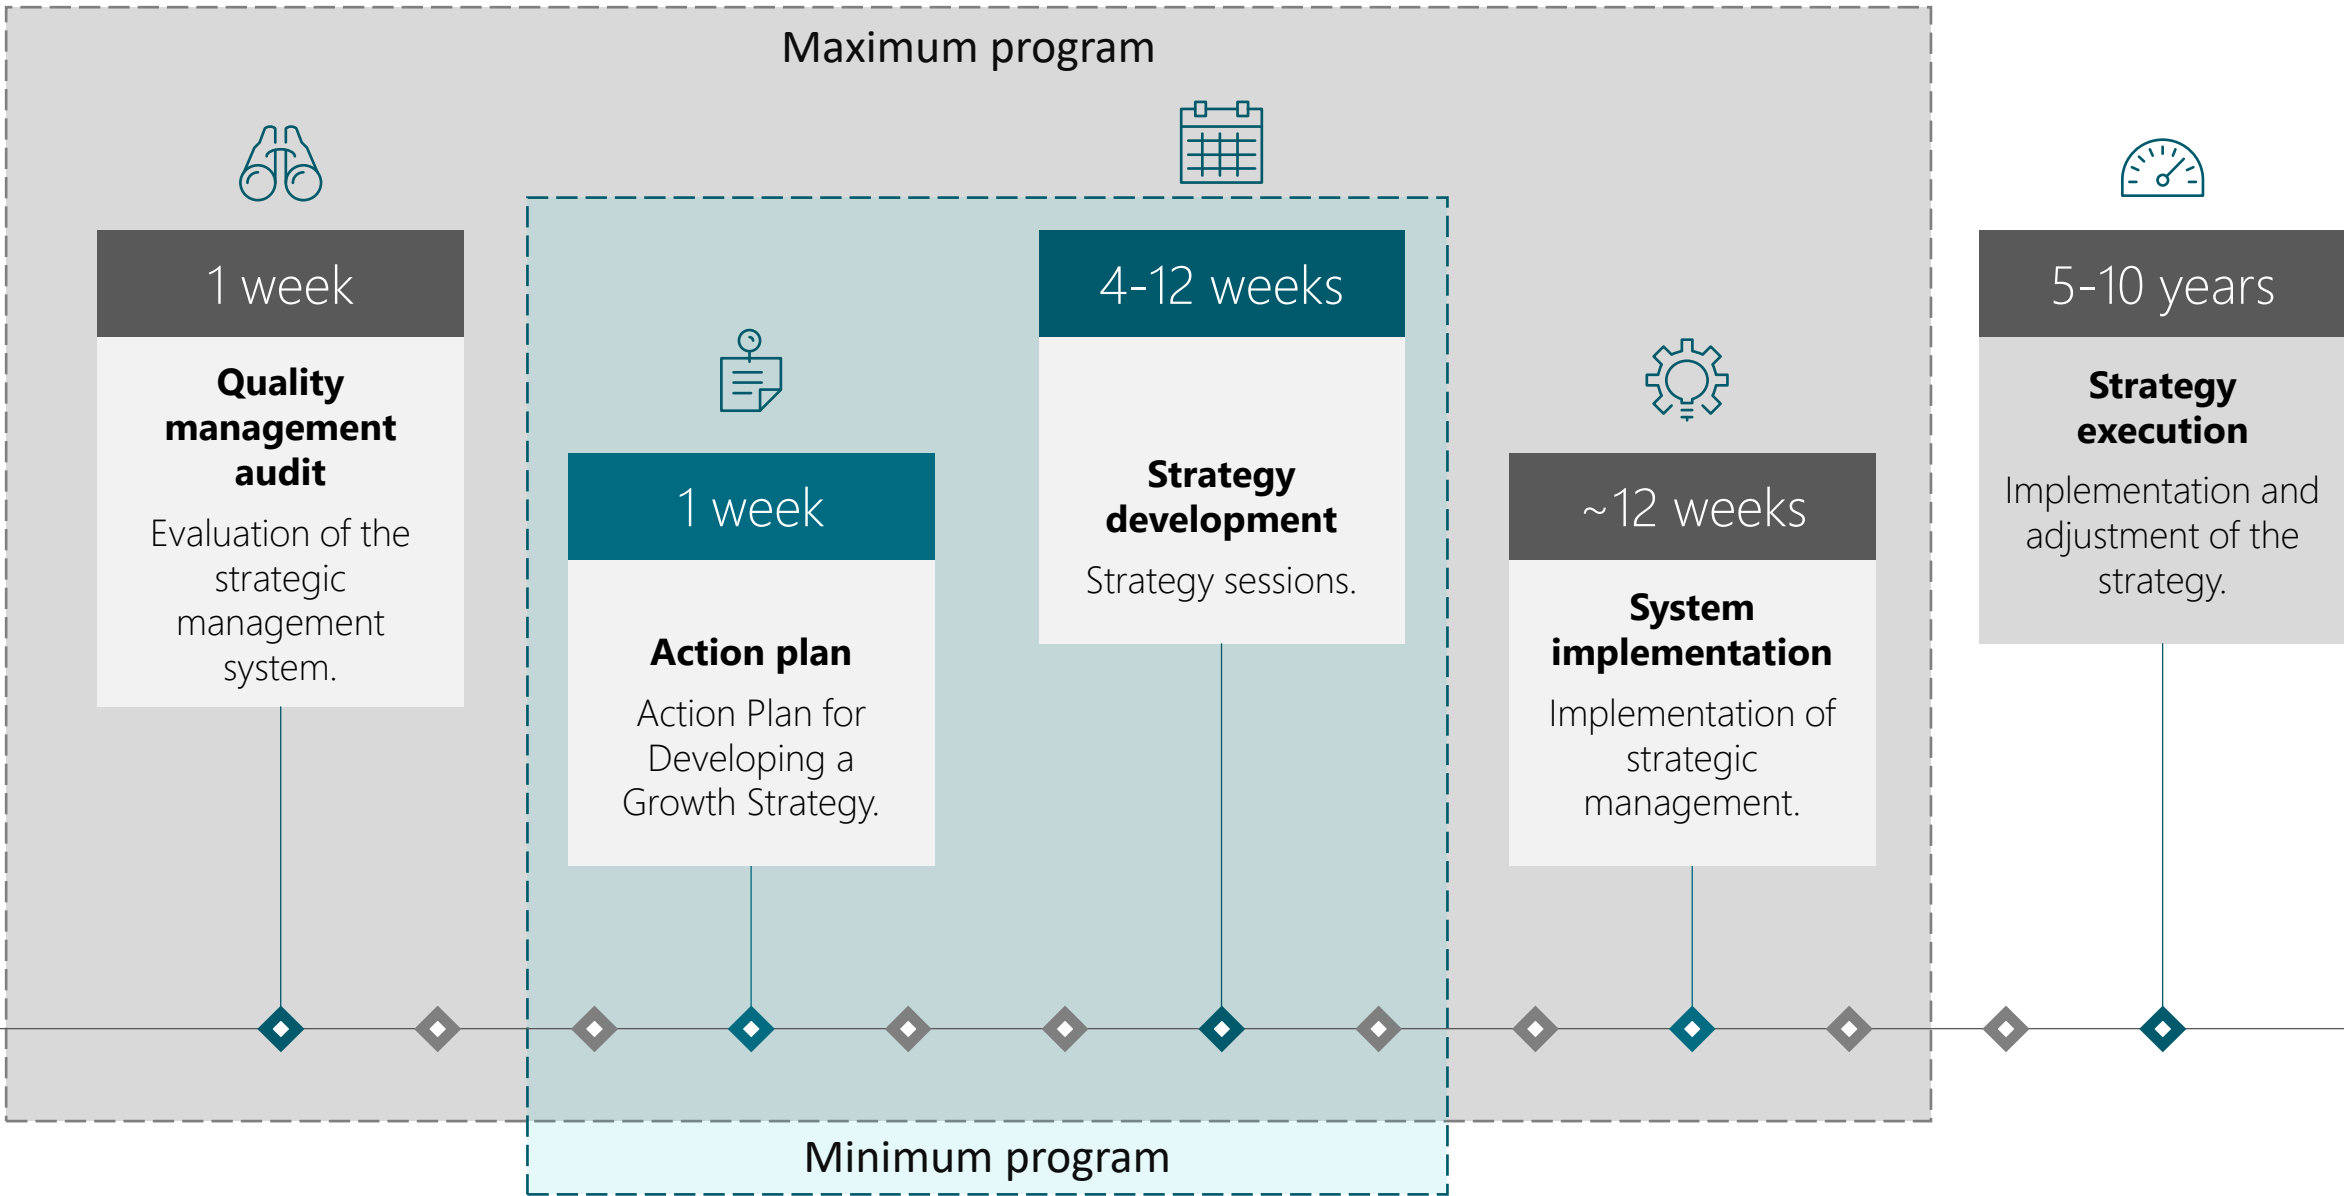 Maximum program
1 week
Quality
management
audit
Evaluation of the
strategic
management
system.
1 week
Action plan
Action Plan for
Developing a
Growth Strategy.
4-12 weeks
Strategy
development
Strategy sessions.
~12 weeks
System
implementation
Implementation of
strategic
management.
5-10 years
Strategy
execution
Implementation and
adjustment of the
strategy.
Minimum program